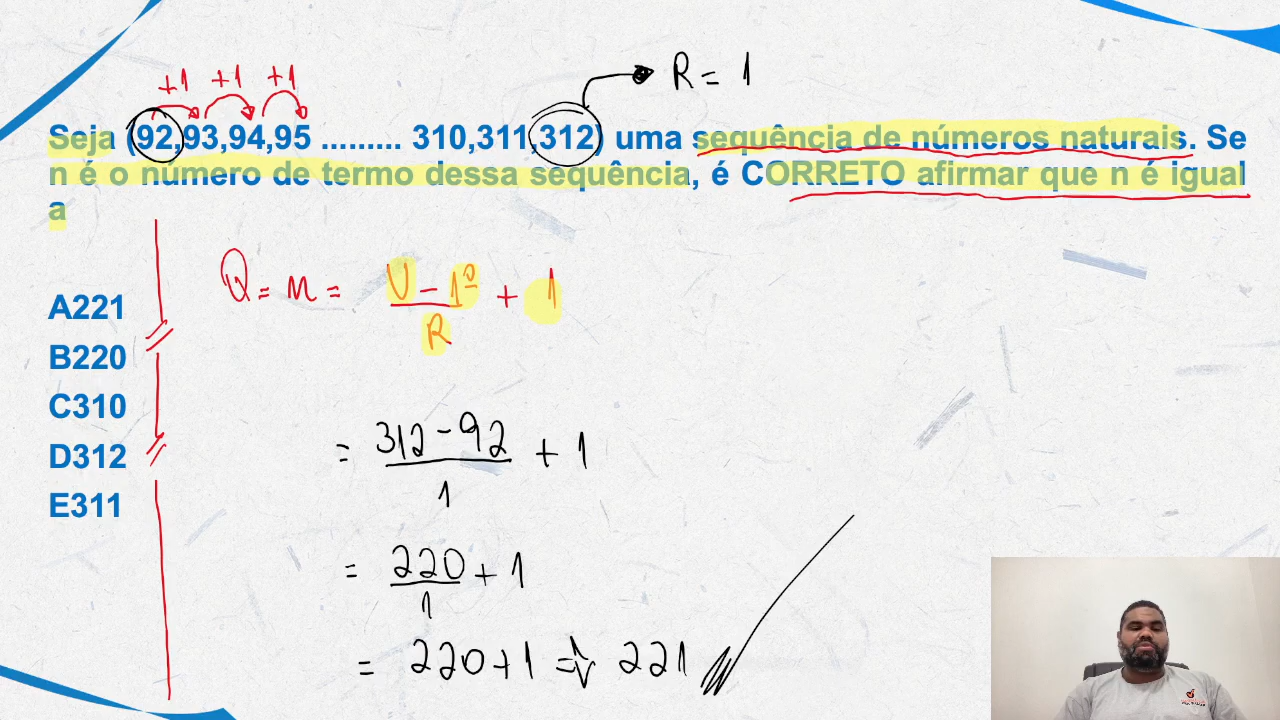 +1 +1 +1
R = 1
Seja (92,93,94,95 ......... 310,311,312) uma sequência de números naturais. Se
n é o número de termo dessa sequência, é CORRETO afirmar que n é igual
a
Q = n = U - 1º / R + 1
A221
B220
C310
D312
E311
= 312 - 92 / 1 + 1
= 220 / 1 + 1
= 220 + 1 ⇒ 221